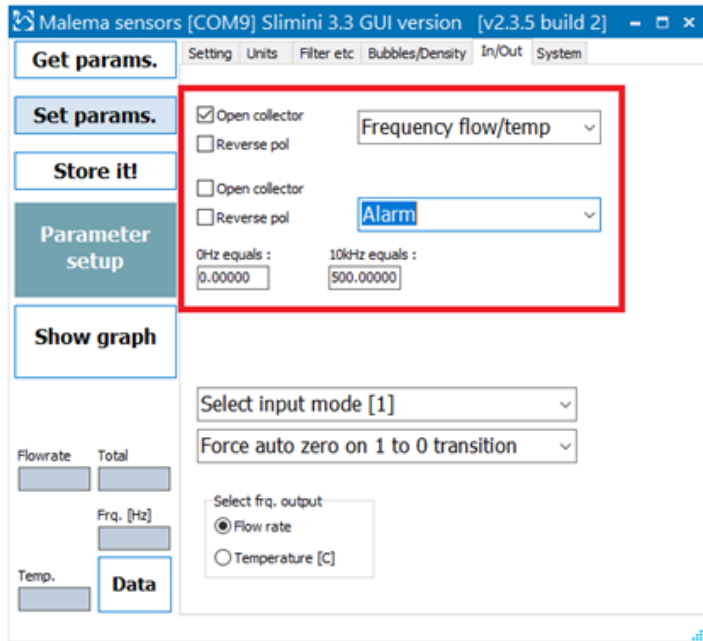 Malema sensors [COM9] Slimini 3.3 GUI version [v2.3.5 build 2]
Get params.
Set params.
Store it!
Parameter
setup
Show graph
Flowrate Total
Frq. [Hz]
Temp.
Data
Setting Units Filter etc Bubbles/Density In/Out System
Open collector
Reverse pol
Frequency flow/temp
Open collector
Reverse pol
Alarm
0Hz equals : 10kHz equals :
0.00000 500.00000
Select input mode [1]
Force auto zero on 1 to 0 transition
Select frq. output
Flow rate
Temperature [C]